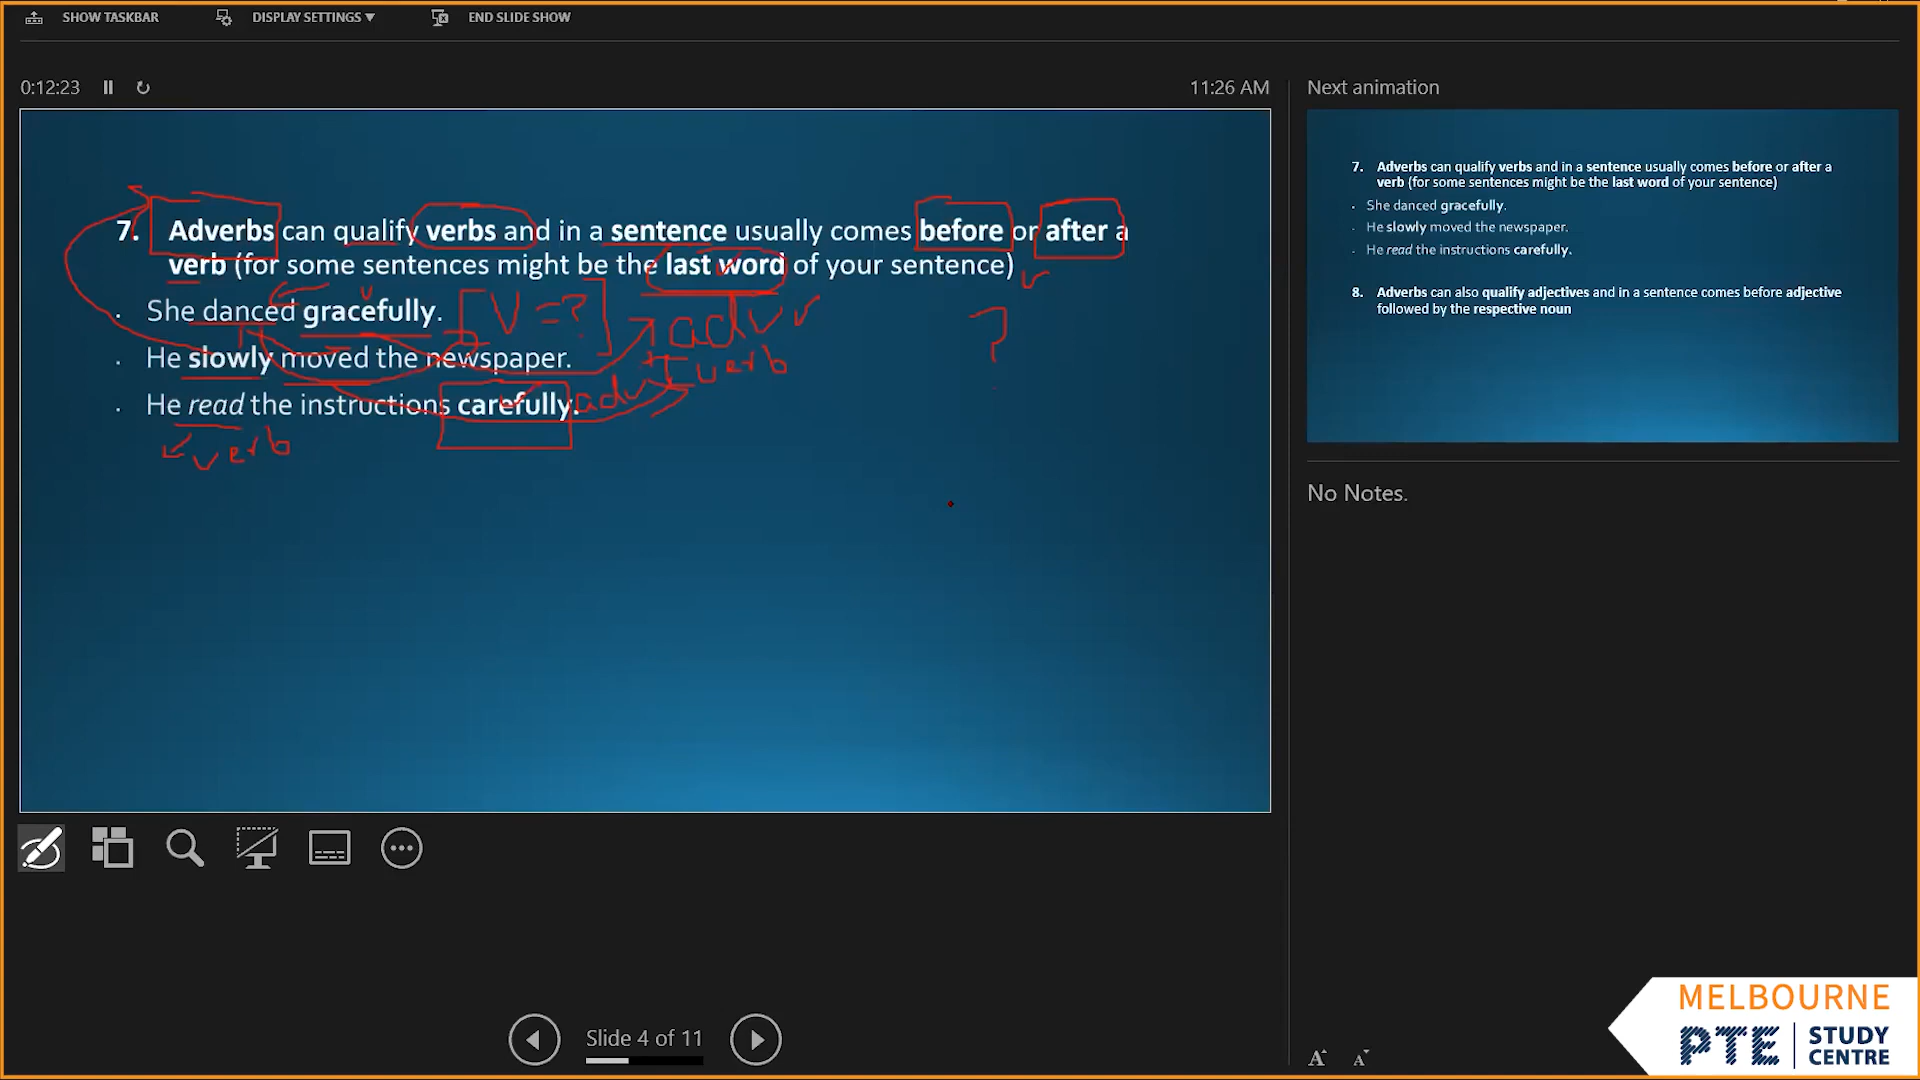 SHOW TASKBAR DISPLAY SETTINGS ▼ END SLIDE SHOW
0:12:23 11:26 AM
7. Adverbs can qualify verbs and in a sentence usually comes before or after a
verb (for some sentences might be the last word of your sentence)
· She danced gracefully.
· He slowly moved the newspaper.
· He read the instructions carefully.
V
[V=?]
adv
+ verb
adv +
verb
?
Slide 4 of 11
Next animation
7. Adverbs can qualify verbs and in a sentence usually comes before or after a
verb (for some sentences might be the last word of your sentence)
· She danced gracefully.
· He slowly moved the newspaper.
· He read the instructions carefully.
8. Adverbs can also qualify adjectives and in a sentence comes before adjective
followed by the respective noun
No Notes.
A A
MELBOURNE
PTE STUDY
CENTRE